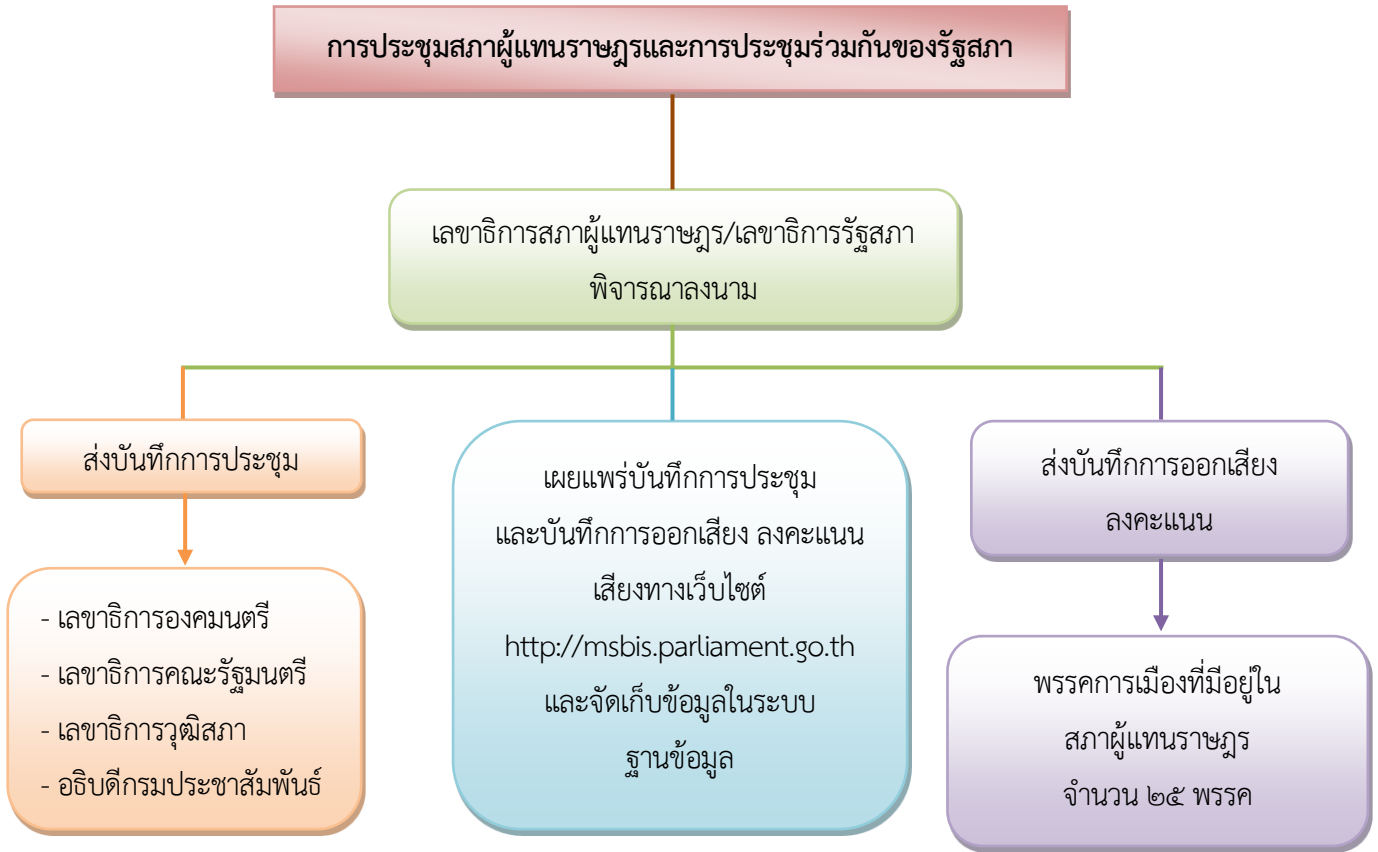 การประชุมสภาผู้แทนราษฎรและการประชุมร่วมกันของรัฐสภา
เลขาธิการสภาผู้แทนราษฎร/เลขาธิการรัฐสภา
พิจารณาลงนาม
ส่งบันทึกการประชุม
- เลขาธิการองคมนตรี
- เลขาธิการคณะรัฐมนตรี
- เลขาธิการวุฒิสภา
- อธิบดีกรมประชาสัมพันธ์
เผยแพร่บันทึกการประชุม
และบันทึกการออกเสียง ลงคะแนน
เสียงทางเว็บไซต์
http://msbis.parliament.go.th
และจัดเก็บข้อมูลในระบบ
ฐานข้อมูล
ส่งบันทึกการออกเสียง
ลงคะแนน
พรรคการเมืองที่มีอยู่ใน
สภาผู้แทนราษฎร
จำนวน ๒๕ พรรค